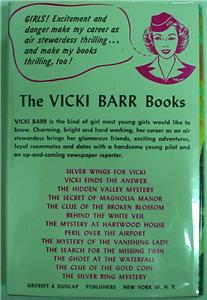 GIRLS! Excitement and
danger make my career as
air stewardess thrilling...
and make my books
thrilling, too!
The VICKI BARR Books
VICKI BARR is the kind of girl most young girls would like to
know. Charming, bright and hard working, her career as an air
stewardess brings her glamorous friends, exciting adventures,
loyal roommates and dates with a handsome young pilot and
an up-and-coming newspaper reporter.
SILVER WINGS FOR VICKI
VICKI FINDS THE ANSWER
THE HIDDEN VALLEY MYSTERY
THE SECRET OF MAGNOLIA MANOR
THE CLUE OF THE BROKEN BLOSSOM
BEHIND THE WHITE VEIL
THE MYSTERY AT HARTWOOD HOUSE
PERIL OVER THE AIRPORT
THE MYSTERY OF THE VANISHING LADY
THE SEARCH FOR THE MISSING TWIN
THE GHOST AT THE WATERFALL
THE CLUE OF THE GOLD COIN
THE SILVER RING MYSTERY
GROSSET & DUNLAP PUBLISHERS NEW YORK 10, N. Y.